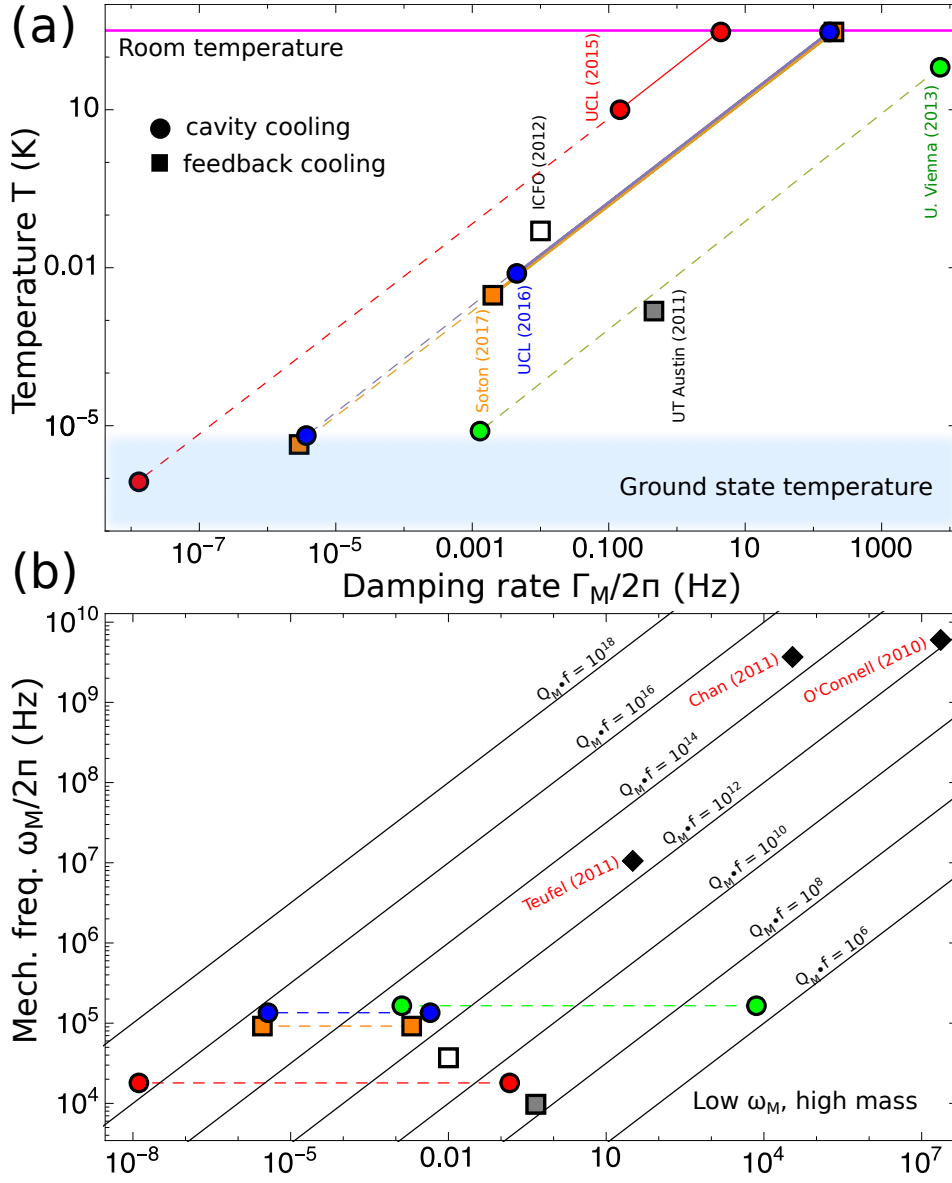 (a)
Room temperature
cavity cooling
feedback cooling
UCL (2015)
ICFO (2012)
U. Vienna (2013)
Soton (2017)
UCL (2016)
UT Austin (2011)
Ground state temperature
Temperature T (K)
10
0.01
10⁻⁵
10⁻⁷
10⁻⁵
0.001
0.100
10
1000
Damping rate Γ_M/2π (Hz)
(b)
Mech. freq. ω_M/2π (Hz)
10¹⁰
10⁹
10⁸
10⁷
10⁶
10⁵
10⁴
Q_M•f = 10¹⁸
Q_M•f = 10¹⁶
Q_M•f = 10¹⁴
Q_M•f = 10¹²
Q_M•f = 10¹⁰
Q_M•f = 10⁸
Q_M•f = 10⁶
Chan (2011)
O'Connell (2010)
Teufel (2011)
Low ω_M, high mass
10⁻⁸
10⁻⁵
0.01
10
10⁴
10⁷